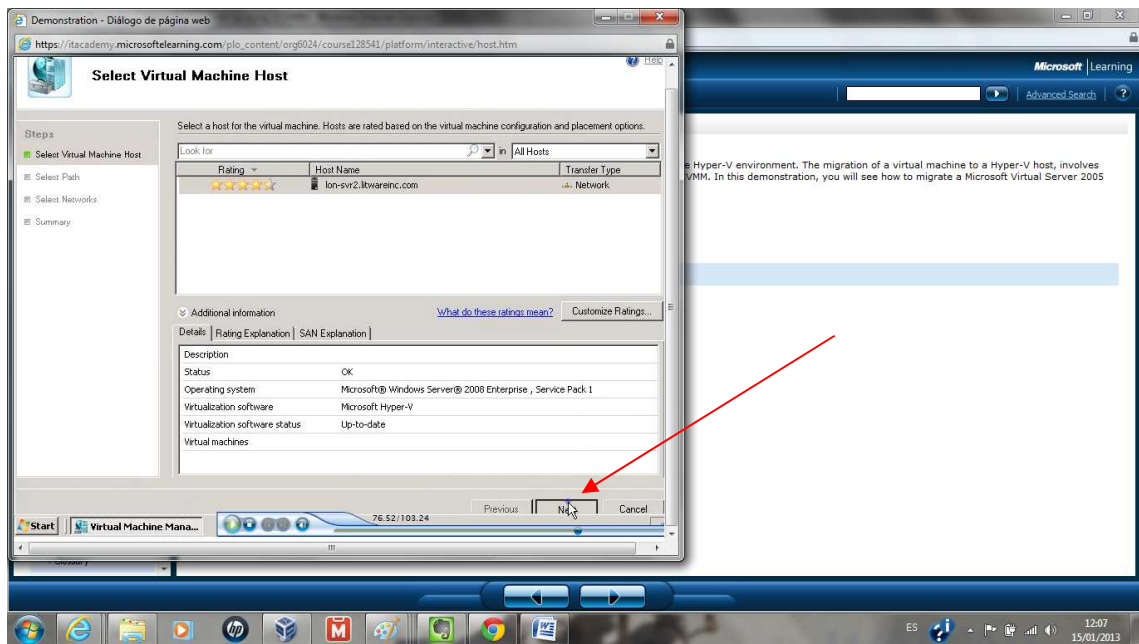 Demonstration - Diálogo de página web
https://itacademy.microsoftelearning.com/plo_content/org6024/course128541/platform/interactive/host.htm
Help
Select Virtual Machine Host
Microsoft | Learning
Advanced Search
Steps
Select Virtual Machine Host
Select Path
Select Networks
Summary
Select a host for the virtual machine. Hosts are rated based on the virtual machine configuration and placement options.
Look for
in
All Hosts
Rating Host Name Transfer Type
lon-svr2.litwareinc.com Network
e Hyper-V environment. The migration of a virtual machine to a Hyper-V host, involves
VMM. In this demonstration, you will see how to migrate a Microsoft Virtual Server 2005
Additional information
What do these ratings mean?
Customize Ratings...
Details Rating Explanation SAN Explanation
Description
Status OK
Operating system Microsoft® Windows Server® 2008 Enterprise , Service Pack 1
Virtualization software Microsoft Hyper-V
Virtualization software status Up-to-date
Virtual machines
Previous Cancel
Start
Virtual Machine Mana...
76.52/103.24
ES
12:07
15/01/2013